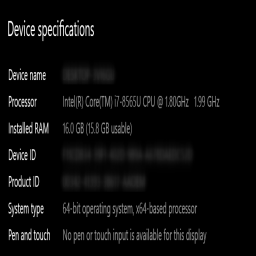 Device specifications
Device name
Processor Intel(R) Core(TM) i7-8565U CPU @ 1.80GHz 1.99 GHz
Installed RAM 16.0 GB (15.8 GB usable)
Device ID
Product ID
System type 64-bit operating system, x64-based processor
Pen and touch No pen or touch input is available for this display